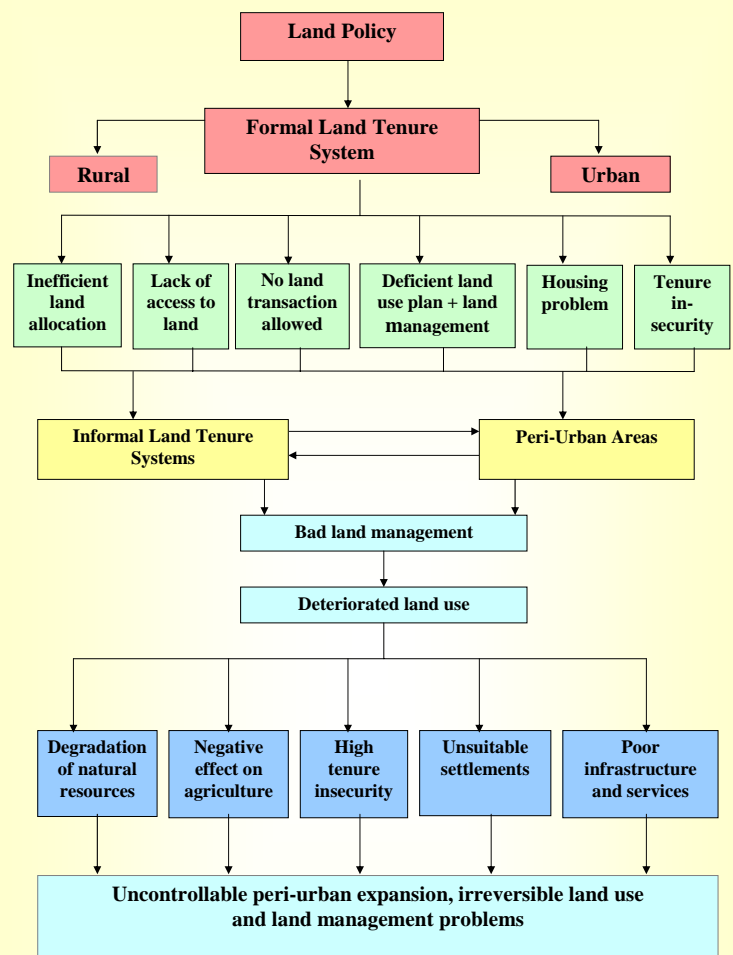 Land Policy
Formal Land Tenure
System
Rural
Urban
Inefficient
land
allocation
Lack of
access to
land
No land
transaction
allowed
Deficient land
use plan + land
management
Housing
problem
Tenure
in-
security
Informal Land Tenure
Systems
Peri-Urban Areas
Bad land management
Deteriorated land use
Degradation
of natural
resources
Negative
effect on
agriculture
High
tenure
insecurity
Unsuitable
settlements
Poor
infrastructure
and services
Uncontrollable peri-urban expansion, irreversible land use
and land management problems